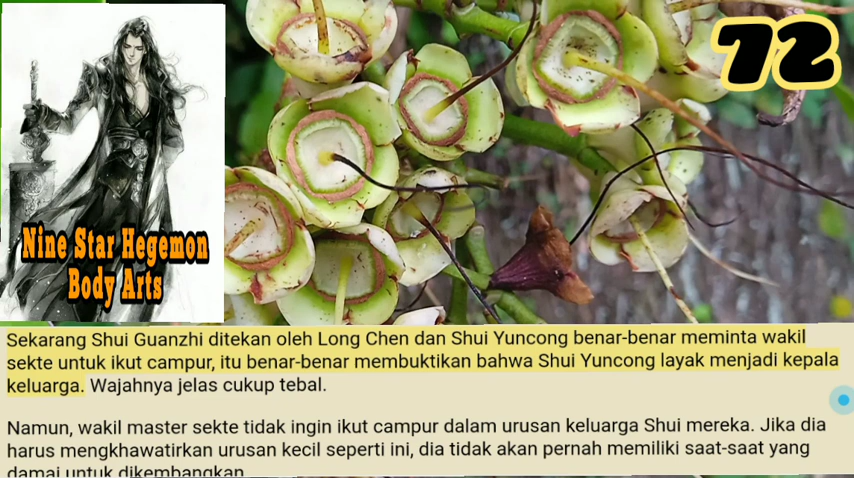 72
Nine Star Hegemon
Body Arts
Sekarang Shui Guanzhi ditekan oleh Long Chen dan Shui Yuncong benar-benar meminta wakil
sekte untuk ikut campur, itu benar-benar membuktikan bahwa Shui Yuncong layak menjadi kepala
keluarga. Wajahnya jelas cukup tebal.
Namun, wakil master sekte tidak ingin ikut campur dalam urusan keluarga Shui mereka. Jika dia
harus mengkhawatirkan urusan kecil seperti ini, dia tidak akan pernah memiliki saat-saat yang
damai untuk dikembangkan